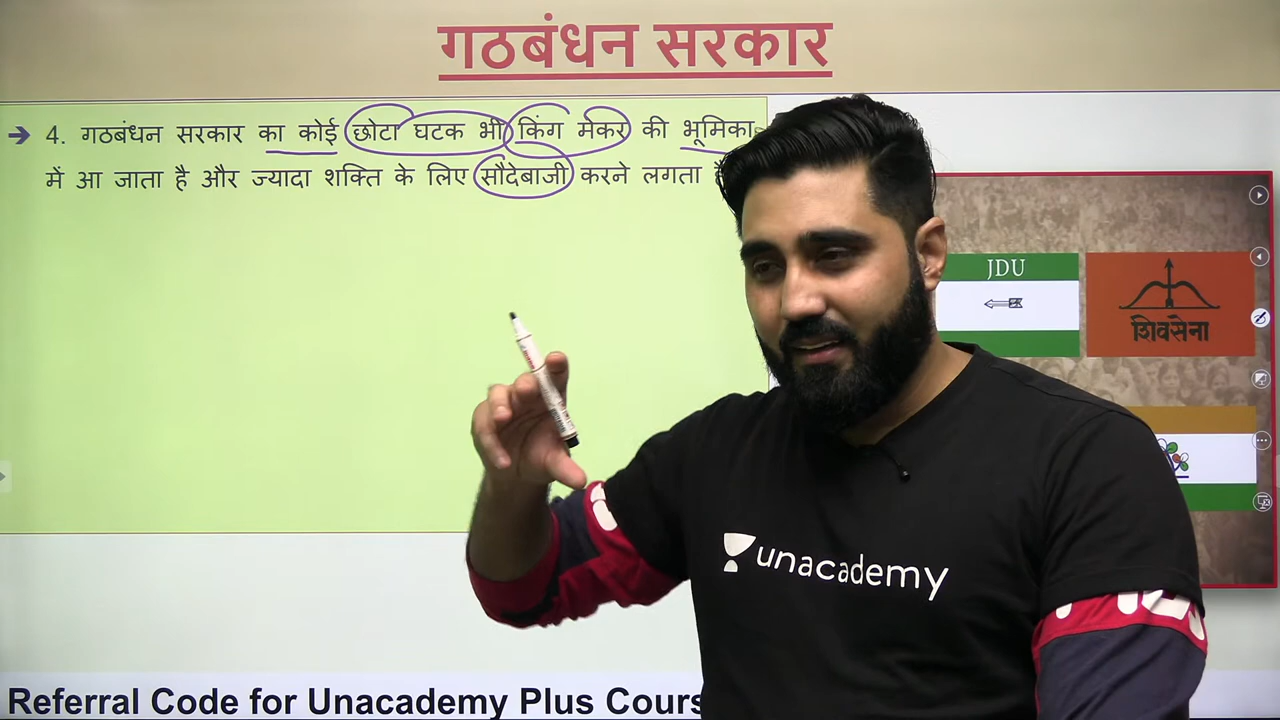 गठबंधन सरकार
4. गठबंधन सरकार का कोई छोटा घटक भी किंग मेकर की भूमिका
में आ जाता है और ज्यादा शक्ति के लिए सौदेबाजी करने लगता
JDU
शिवसेना
unacademy
Referral Code for Unacademy Plus